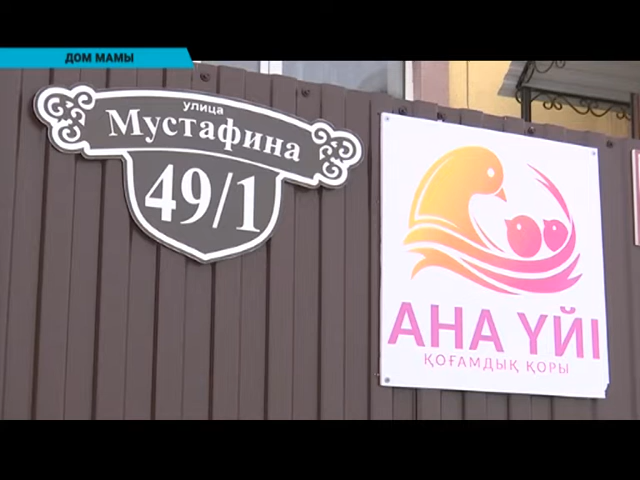 ДОМ МАМЫ
улица
Мустафина
49/1
АНА ҮЙІ
ҚОҒАМДЫҚ ҚОРЫ